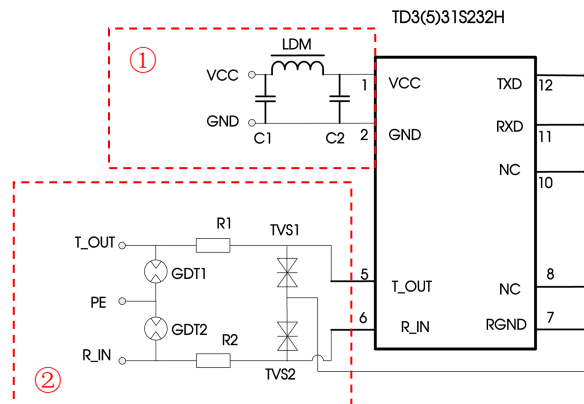 TD3(5)31S232H
①
LDM
VCC
1
VCC
TXD
12
GND
C1
C2
2
GND
RXD
11
NC
10
②
R1
TVS1
T_OUT
GDT1
5
T_OUT
NC
8
PE
GDT2
6
R_IN
RGND
7
R_IN
R2
TVS2